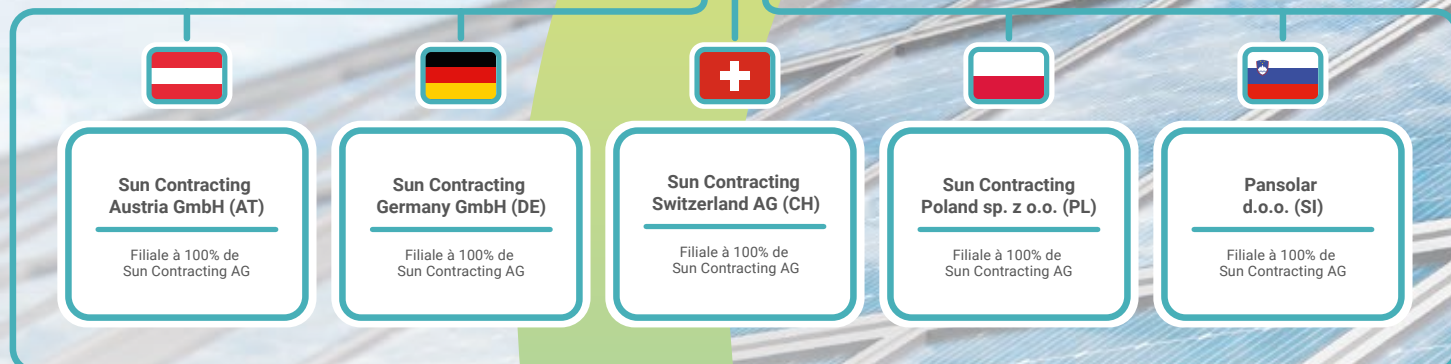 Sun Contracting
Austria GmbH (AT)
Filiale à 100% de
Sun Contracting AG
Sun Contracting
Germany GmbH (DE)
Filiale à 100% de
Sun Contracting AG
Sun Contracting
Switzerland AG (CH)
Filiale à 100% de
Sun Contracting AG
Sun Contracting
Poland sp. z o.o. (PL)
Filiale à 100% de
Sun Contracting AG
Pansolar
d.o.o. (SI)
Filiale à 100% de
Sun Contracting AG